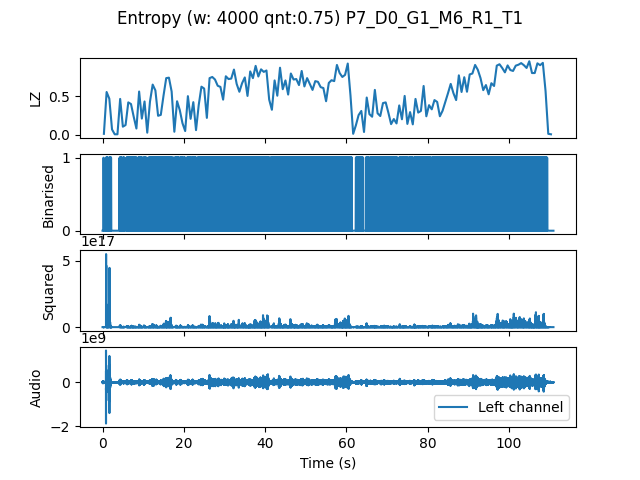 Entropy (w: 4000 qnt:0.75) P7_D0_G1_M6_R1_T1
LZ
0.5
0.0
Binarised
1
0
1e17
Squared
5
0
1e9
Audio
0
−2
Left channel
0 20 40 60 80 100
Time (s)